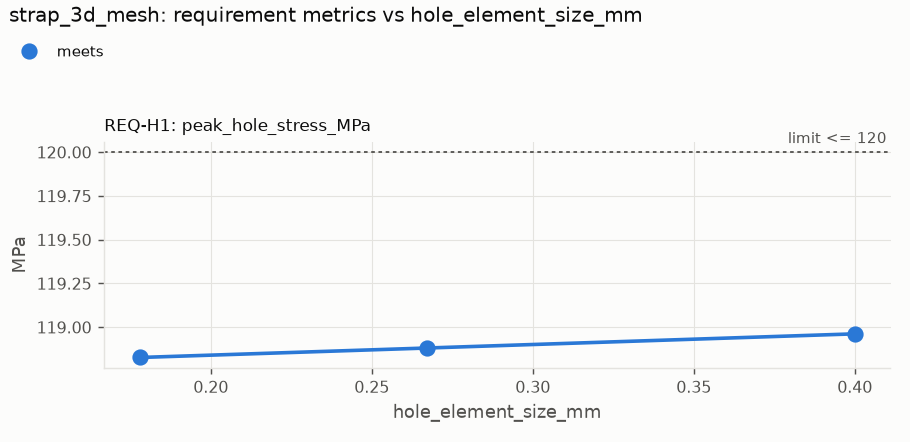 strap_3d_mesh: requirement metrics vs hole_element_size_mm
meets
REQ-H1: peak_hole_stress_MPa
limit <= 120
120.00
119.75
119.50
119.25
119.00
MPa
0.20 0.25 0.30 0.35 0.40
hole_element_size_mm